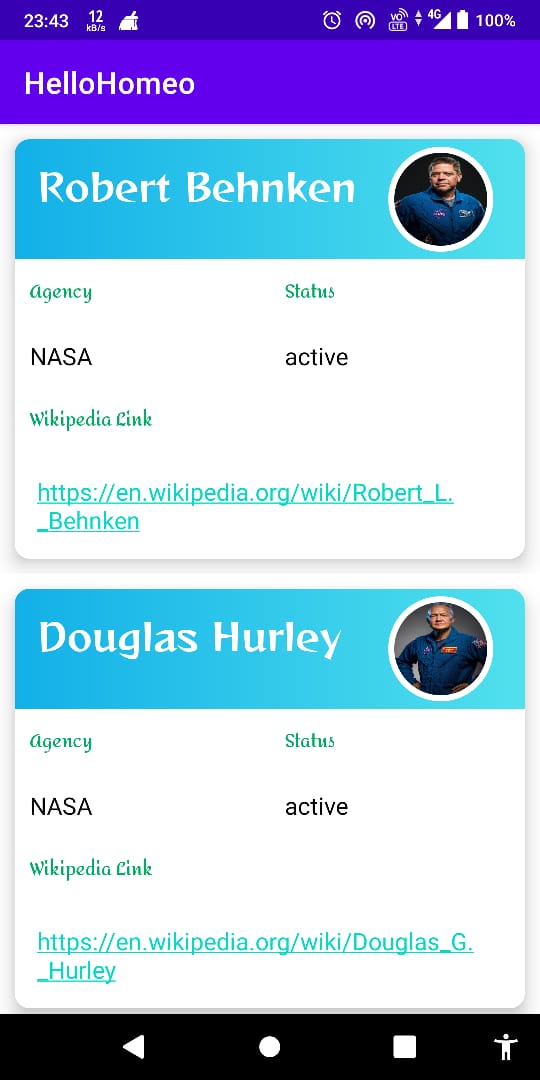 23:43 12 kB/s VO LTE 4G 100%
HelloHomeo
Robert Behnken
Agency Status
NASA active
Wikipedia Link
https://en.wikipedia.org/wiki/Robert_L.
_Behnken
Douglas Hurley
Agency Status
NASA active
Wikipedia Link
https://en.wikipedia.org/wiki/Douglas_G.
_Hurley